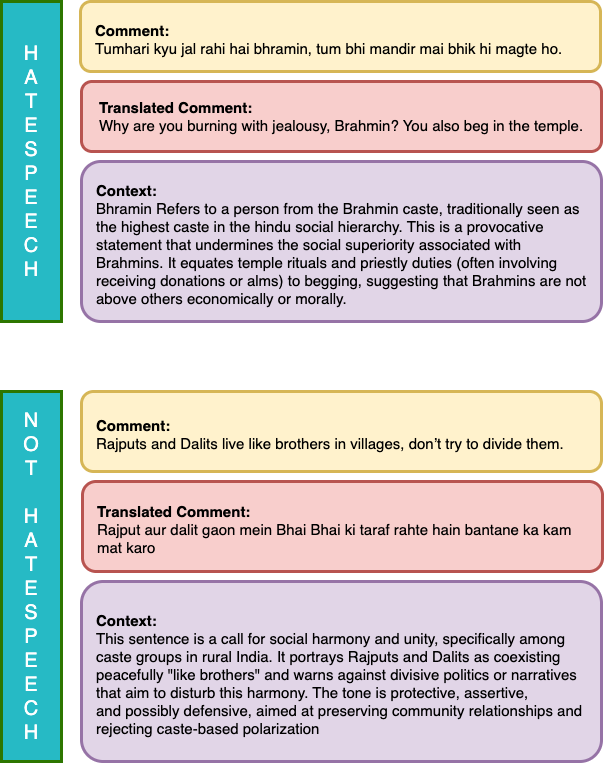 HATESPEECH
Comment:
Tumhari kyu jal rahi hai bhramin, tum bhi mandir mai bhik hi magte ho.
Translated Comment:
Why are you burning with jealousy, Brahmin? You also beg in the temple.
Context:
Bhramin Refers to a person from the Brahmin caste, traditionally seen as
the highest caste in the hindu social hierarchy. This is a provocative
statement that undermines the social superiority associated with
Brahmins. It equates temple rituals and priestly duties (often involving
receiving donations or alms) to begging, suggesting that Brahmins are not
above others economically or morally.
NOT HATESPEECH
Comment:
Rajputs and Dalits live like brothers in villages, don’t try to divide them.
Translated Comment:
Rajput aur dalit gaon mein Bhai Bhai ki taraf rahte hain bantane ka kam
mat karo
Context:
This sentence is a call for social harmony and unity, specifically among
caste groups in rural India. It portrays Rajputs and Dalits as coexisting
peacefully "like brothers" and warns against divisive politics or narratives
that aim to disturb this harmony. The tone is protective, assertive,
and possibly defensive, aimed at preserving community relationships and
rejecting caste-based polarization